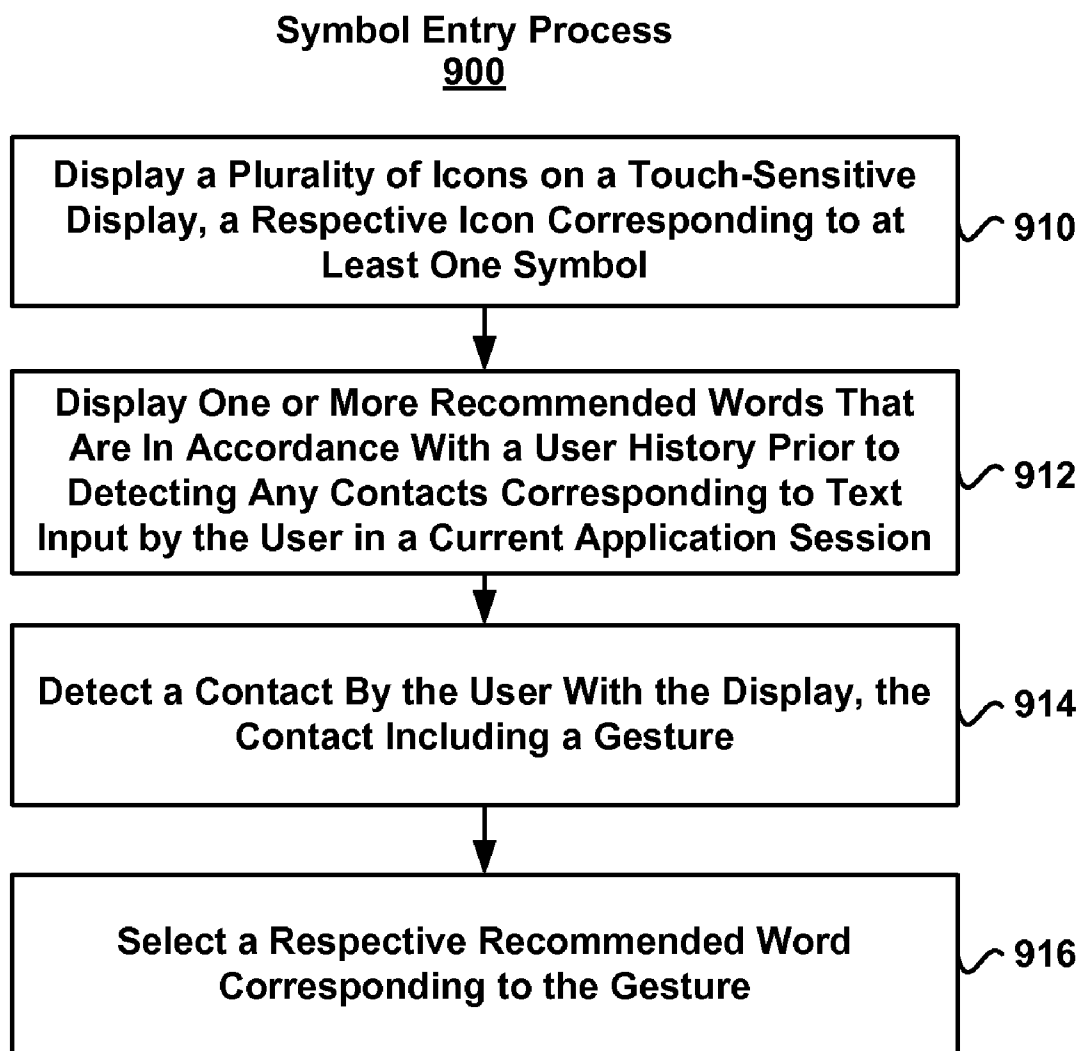 Symbol Entry Process
900
Display a Plurality of Icons on a Touch-Sensitive
Display, a Respective Icon Corresponding to at
Least One Symbol
910
Display One or More Recommended Words That
Are In Accordance With a User History Prior to
Detecting Any Contacts Corresponding to Text
Input by the User in a Current Application Session
912
Detect a Contact By the User With the Display, the
Contact Including a Gesture
914
Select a Respective Recommended Word
Corresponding to the Gesture
916